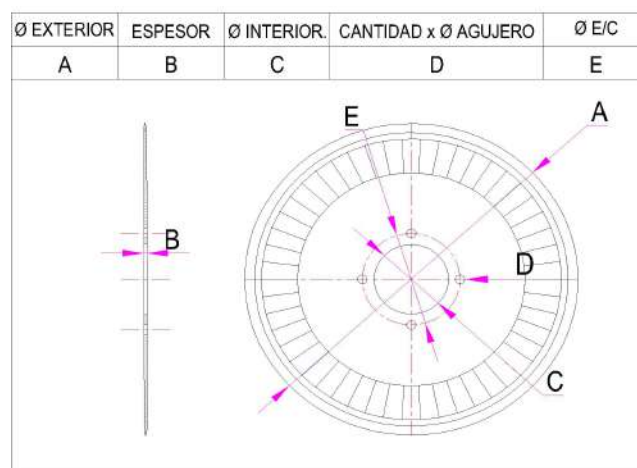 Ø EXTERIOR ESPESOR Ø INTERIOR. CANTIDAD x Ø AGUJERO Ø E/C
A B C D E
A
E
B
D
C